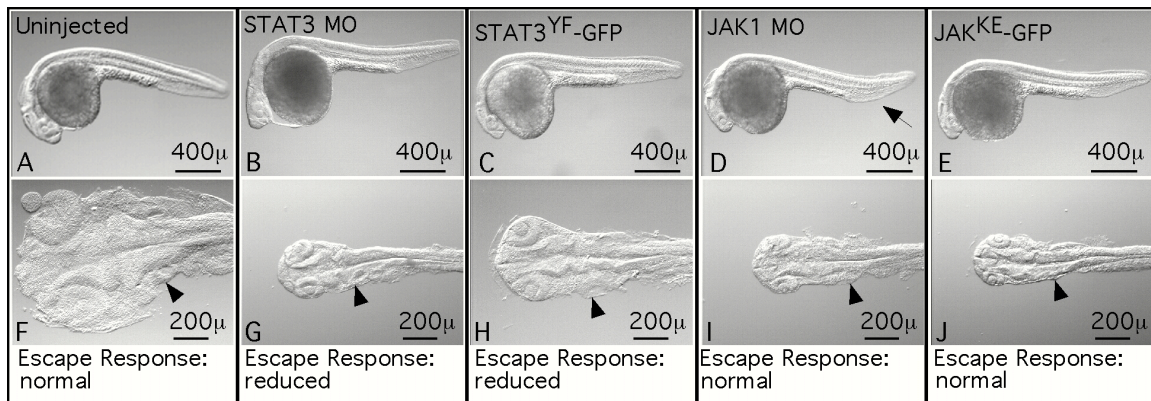 Uninjected
STAT3 MO
STAT3YF-GFP
JAK1 MO
JAKKE-GFP
A
400µ
B
400µ
C
400µ
D
400µ
E
400µ
F
200µ
G
200µ
H
200µ
I
200µ
J
200µ
Escape Response:
normal
Escape Response:
reduced
Escape Response:
reduced
Escape Response:
normal
Escape Response:
normal